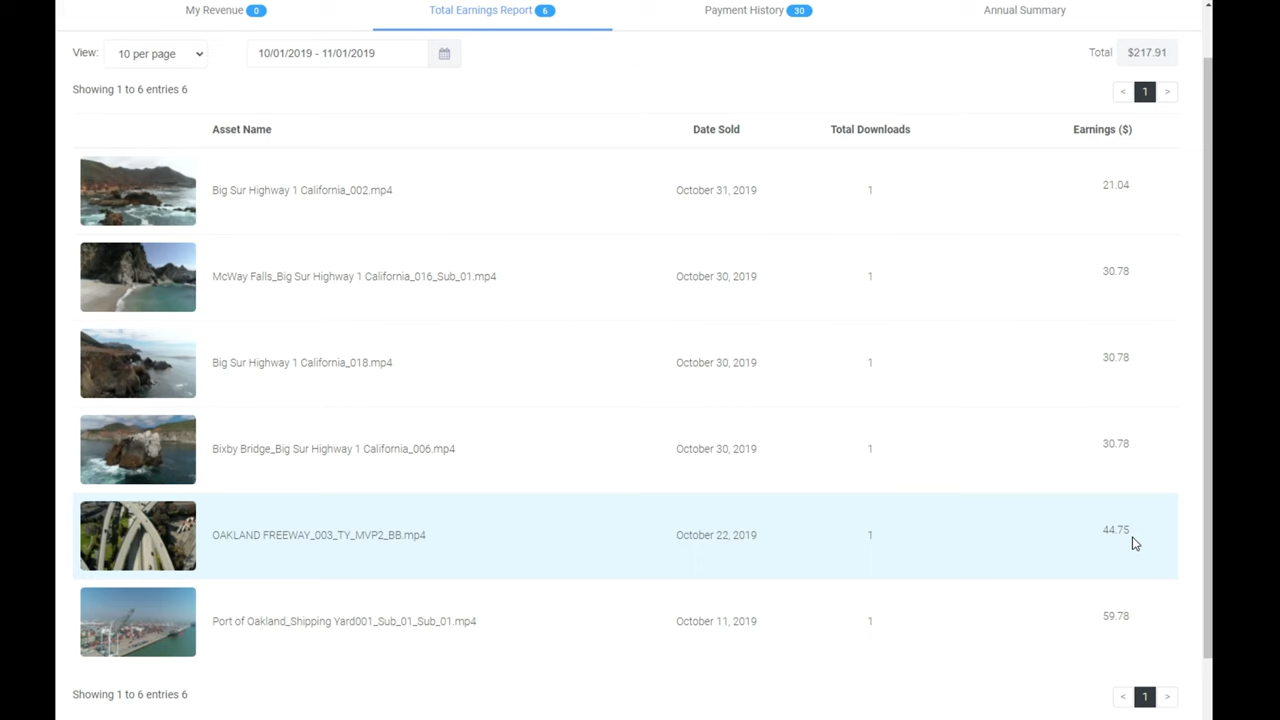 My Revenue 0 Total Earnings Report 6 Payment History 30 Annual Summary
View: 10 per page 10/01/2019 - 11/01/2019 Total $217.91
Showing 1 to 6 entries 6 < 1 >
Asset Name Date Sold Total Downloads Earnings ($)
Big Sur Highway 1 California_002.mp4 October 31, 2019 1 21.04
McWay Falls_Big Sur Highway 1 California_016_Sub_01.mp4 October 30, 2019 1 30.78
Big Sur Highway 1 California_018.mp4 October 30, 2019 1 30.78
Bixby Bridge_Big Sur Highway 1 California_006.mp4 October 30, 2019 1 30.78
OAKLAND FREEWAY_003_TY_MVP2_BB.mp4 October 22, 2019 1 44.75
Port of Oakland_Shipping Yard001_Sub_01_Sub_01.mp4 October 11, 2019 1 59.78
Showing 1 to 6 entries 6 < 1 >